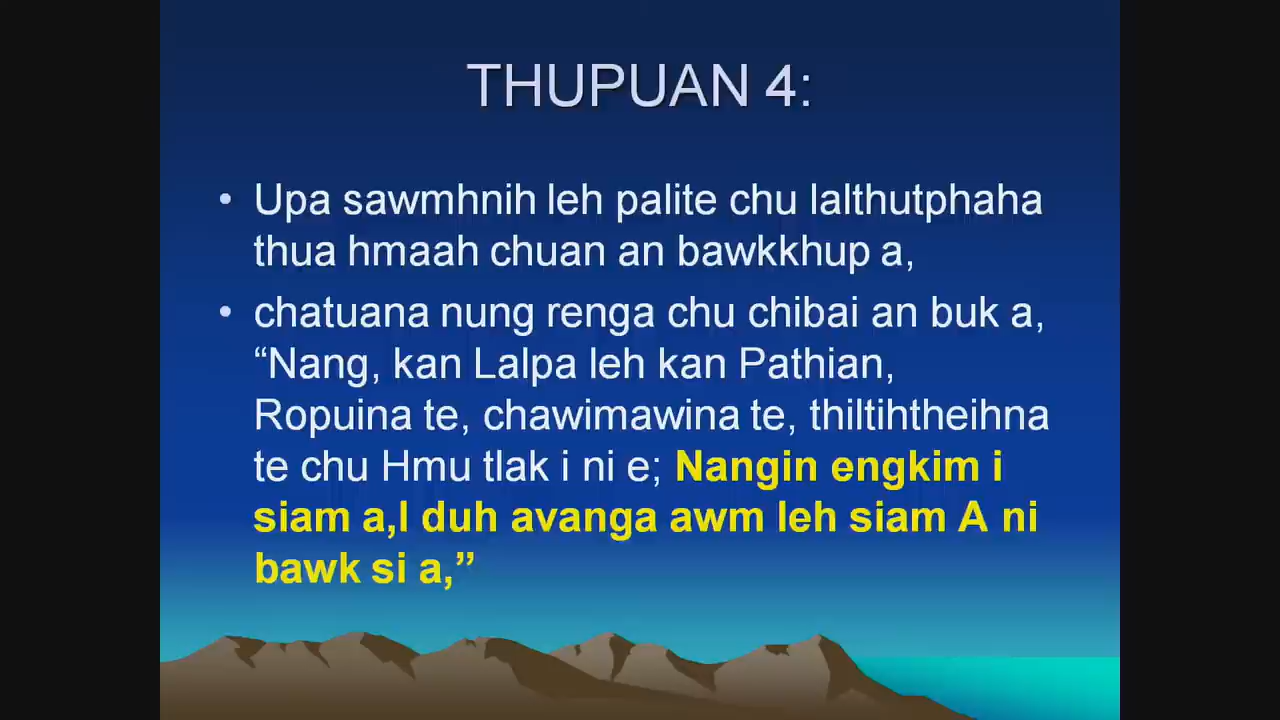 THUPUAN 4:
• Upa sawmhnih leh palite chu lalthutphaha
thua hmaah chuan an bawkkhup a,
• chatuana nung renga chu chibai an buk a,
“Nang, kan Lalpa leh kan Pathian,
Ropuina te, chawimawina te, thiltihtheihna
te chu Hmu tlak i ni e; Nangin engkim i
siam a,I duh avanga awm leh siam A ni
bawk si a,”